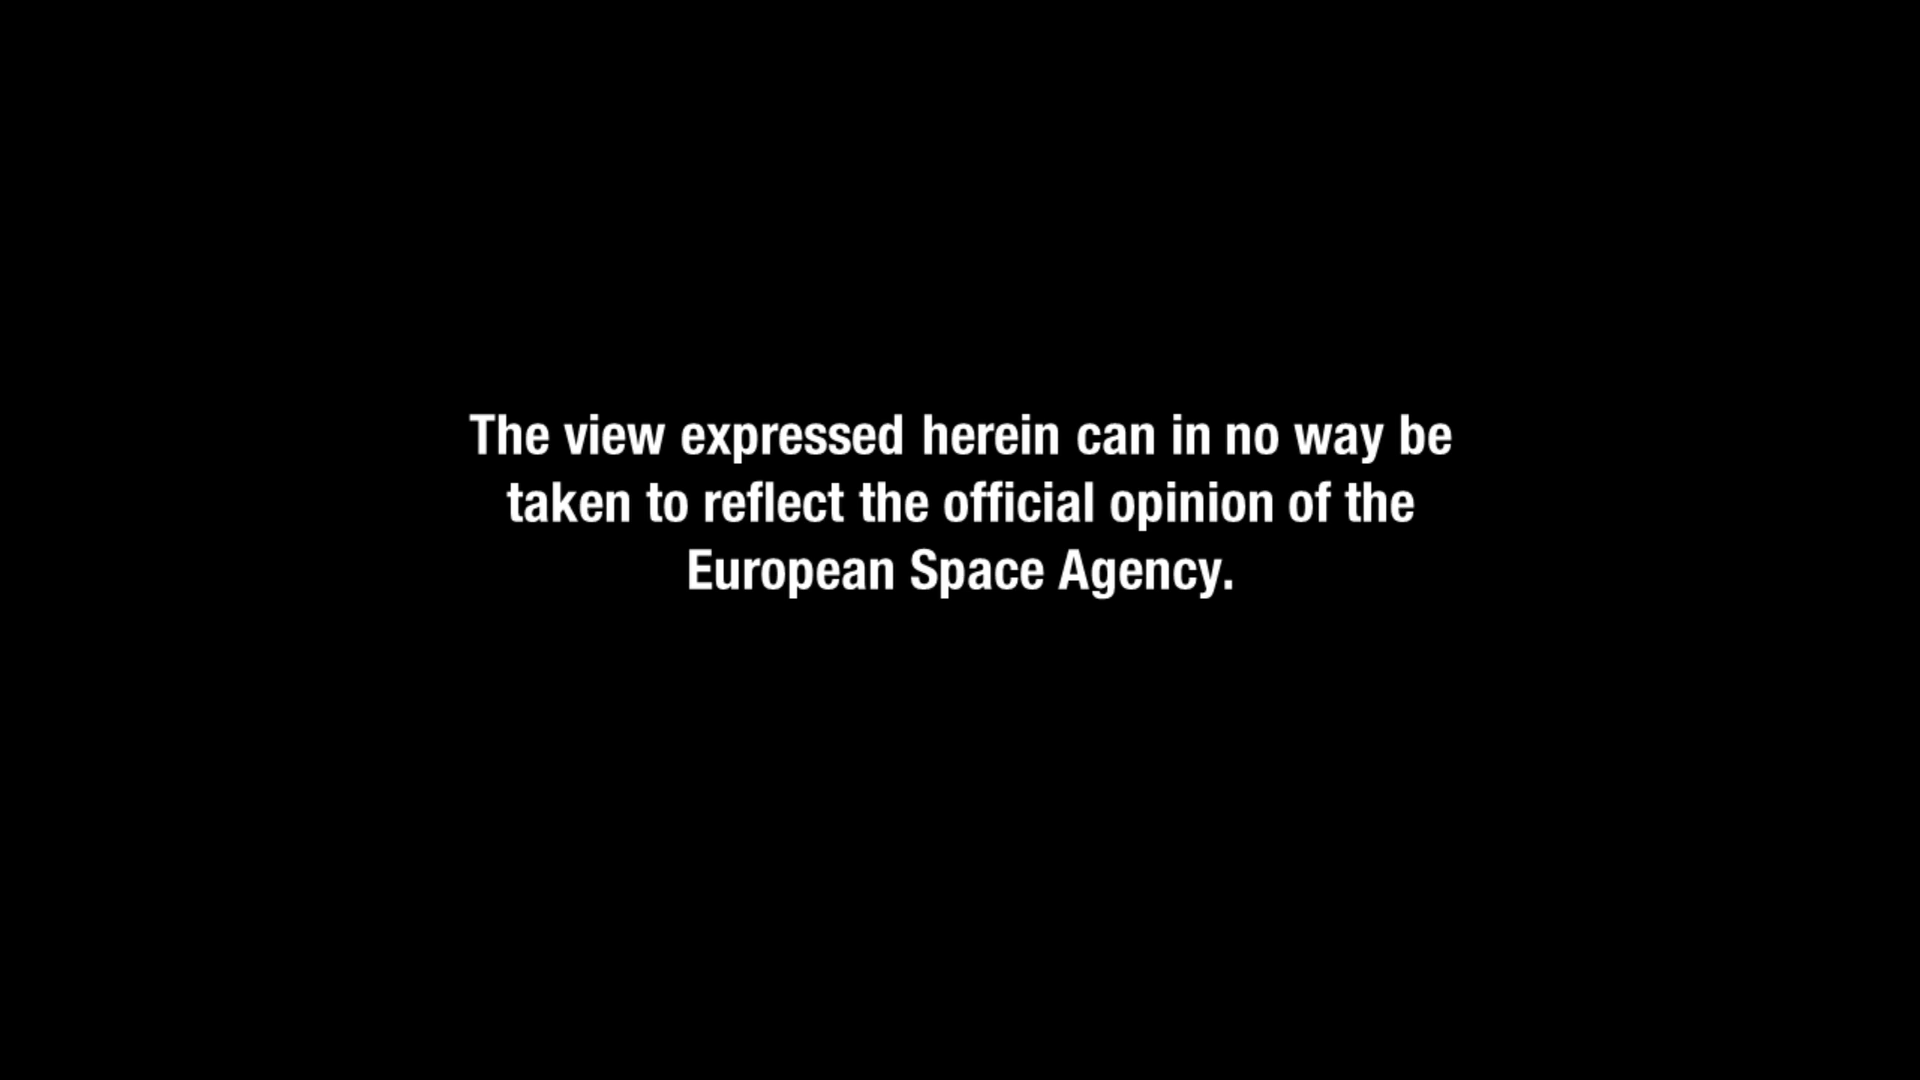 The view expressed herein can in no way be
taken to reflect the official opinion of the
European Space Agency.